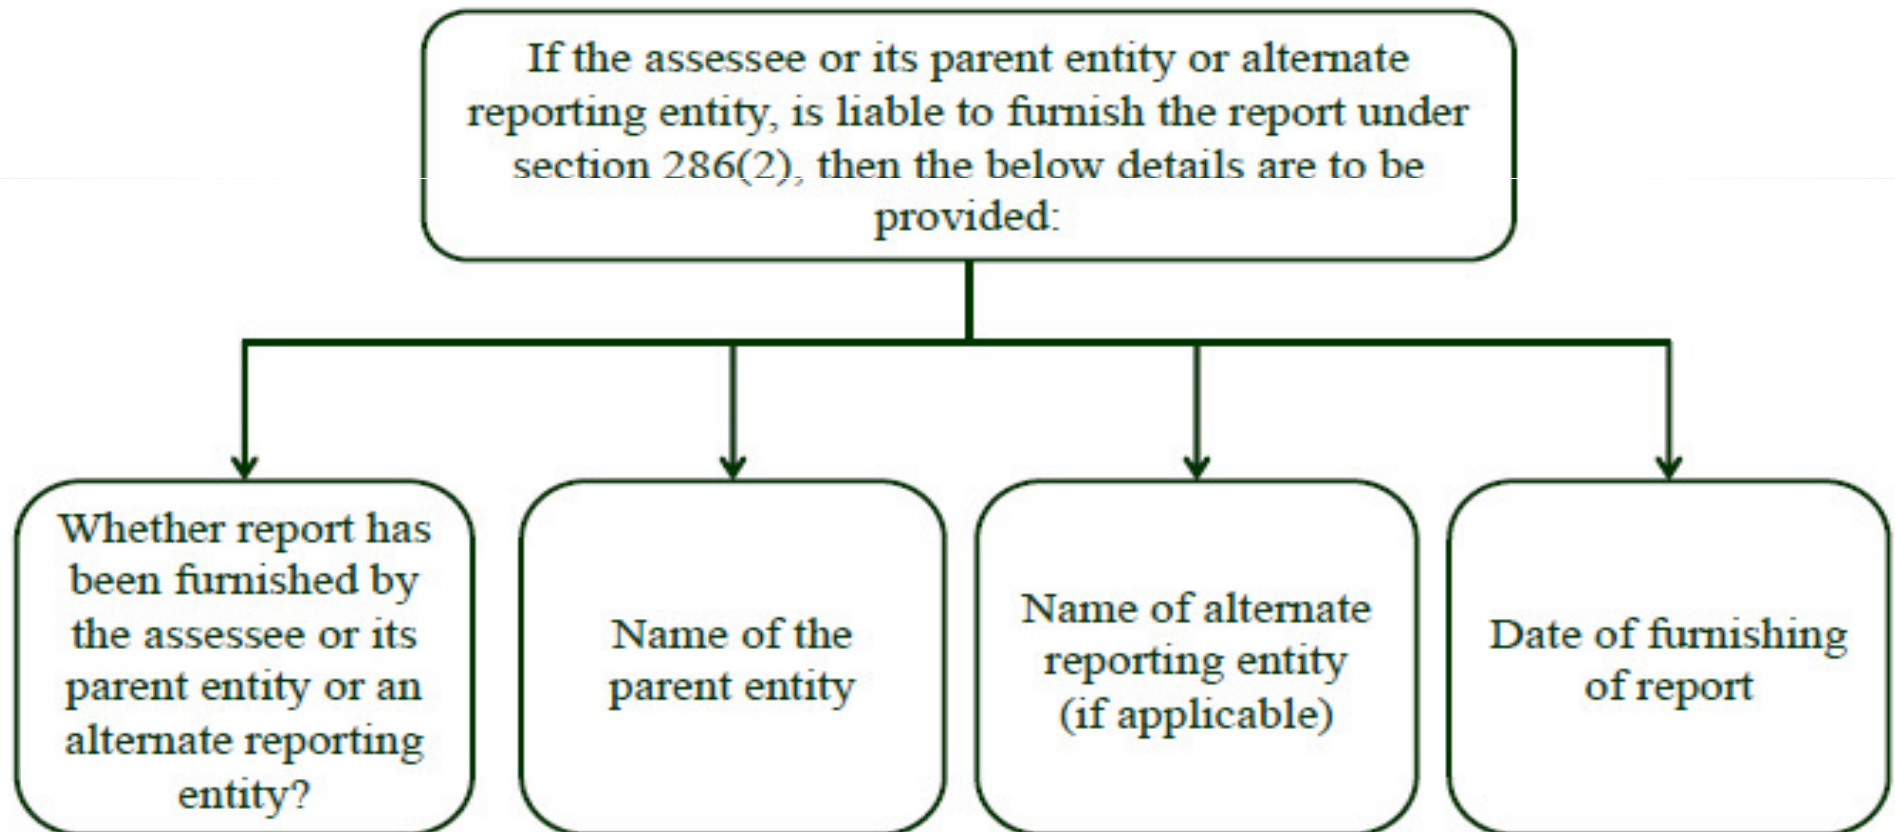 If the assessee or its parent entity or alternate
reporting entity, is liable to furnish the report under
section 286(2), then the below details are to be
provided:
Whether report has
been furnished by
the assessee or its
parent entity or an
alternate reporting
entity?
Name of the
parent entity
Name of alternate
reporting entity
(if applicable)
Date of furnishing
of report